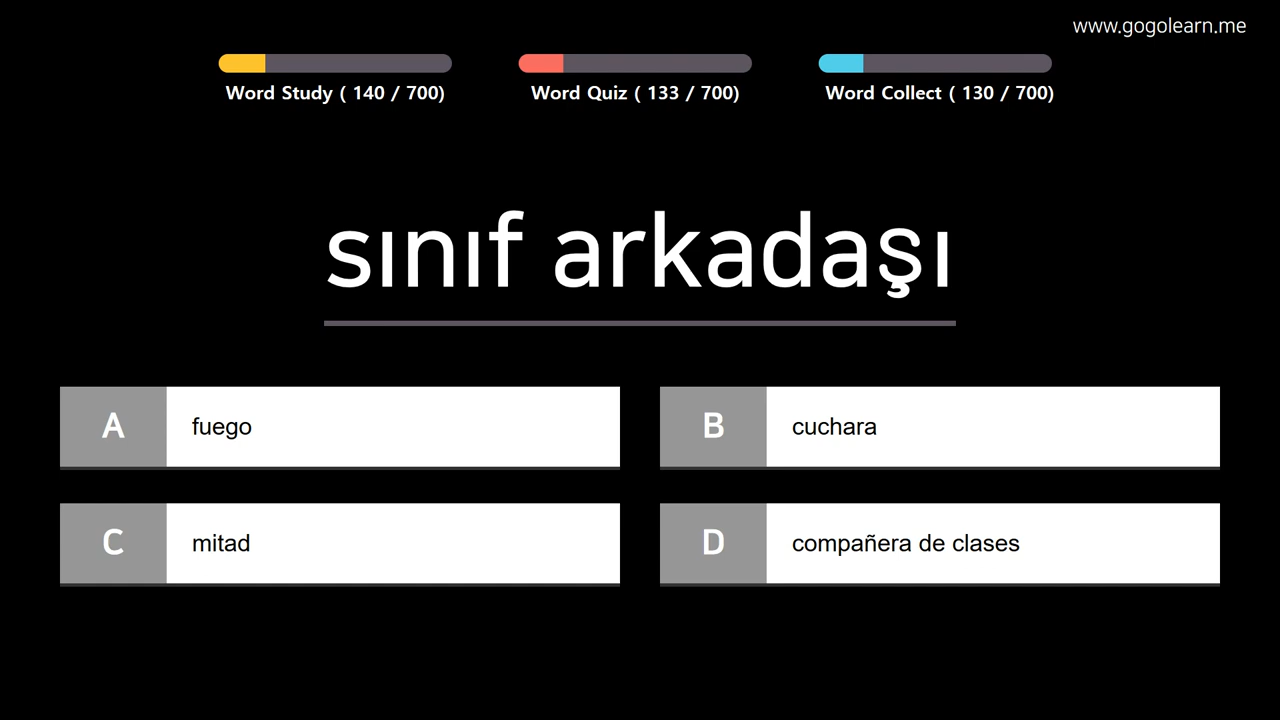 www.gogolearn.me
Word Study ( 140 / 700)
Word Quiz ( 133 / 700)
Word Collect ( 130 / 700)
sınıf arkadaşı
A fuego
B cuchara
C mitad
D compañera de clases